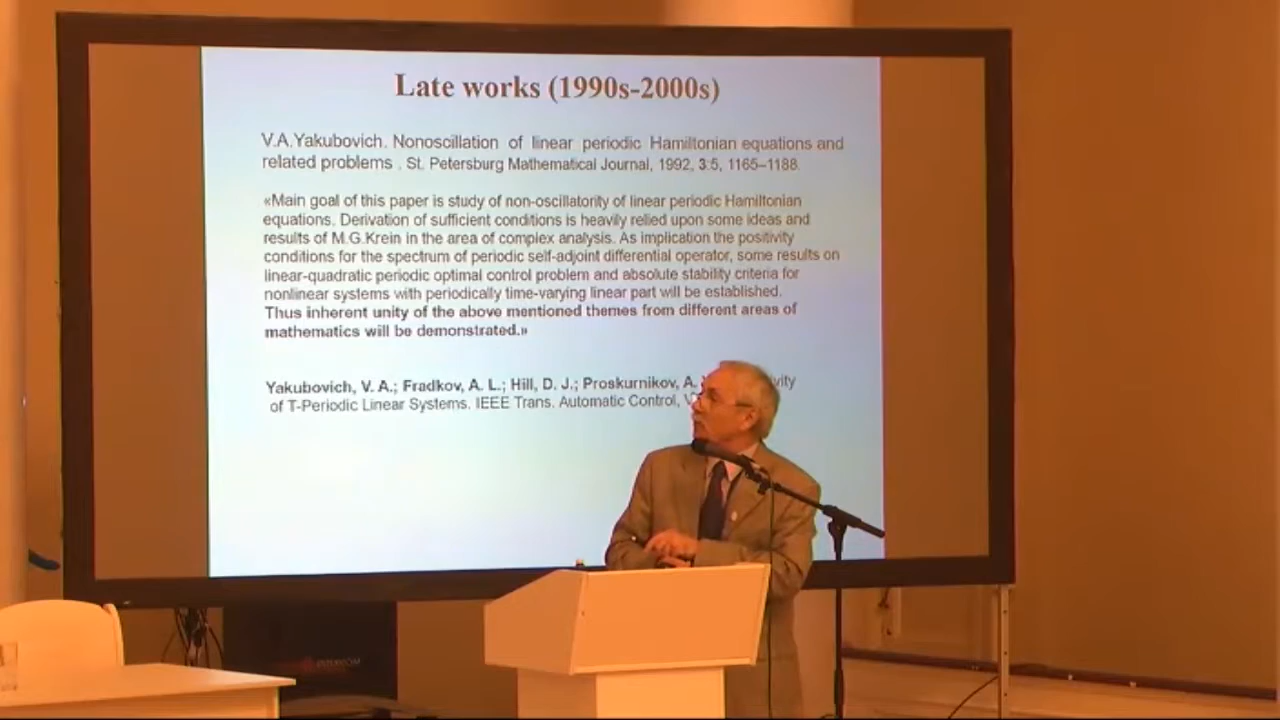 Late works (1990s-2000s)
V.A.Yakubovich. Nonoscillation of linear periodic Hamiltonian equations and
related problems . St. Petersburg Mathematical Journal, 1992, 3:5, 1165–1188.
«Main goal of this paper is study of non-oscillatority of linear periodic Hamiltonian
equations. Derivation of sufficient conditions is heavily relied upon some ideas and
results of M.G.Krein in the area of complex analysis. As implication the positivity
conditions for the spectrum of periodic self-adjoint differential operator, some results on
linear-quadratic periodic optimal control problem and absolute stability criteria for
nonlinear systems with periodically time-varying linear part will be established.
Thus inherent unity of the above mentioned themes from different areas of
mathematics will be demonstrated.»
Yakubovich, V. A.; Fradkov, A. L.; Hill, D. J.; Proskurnikov, A.
of T-Periodic Linear Systems. IEEE Trans. Automatic Control,